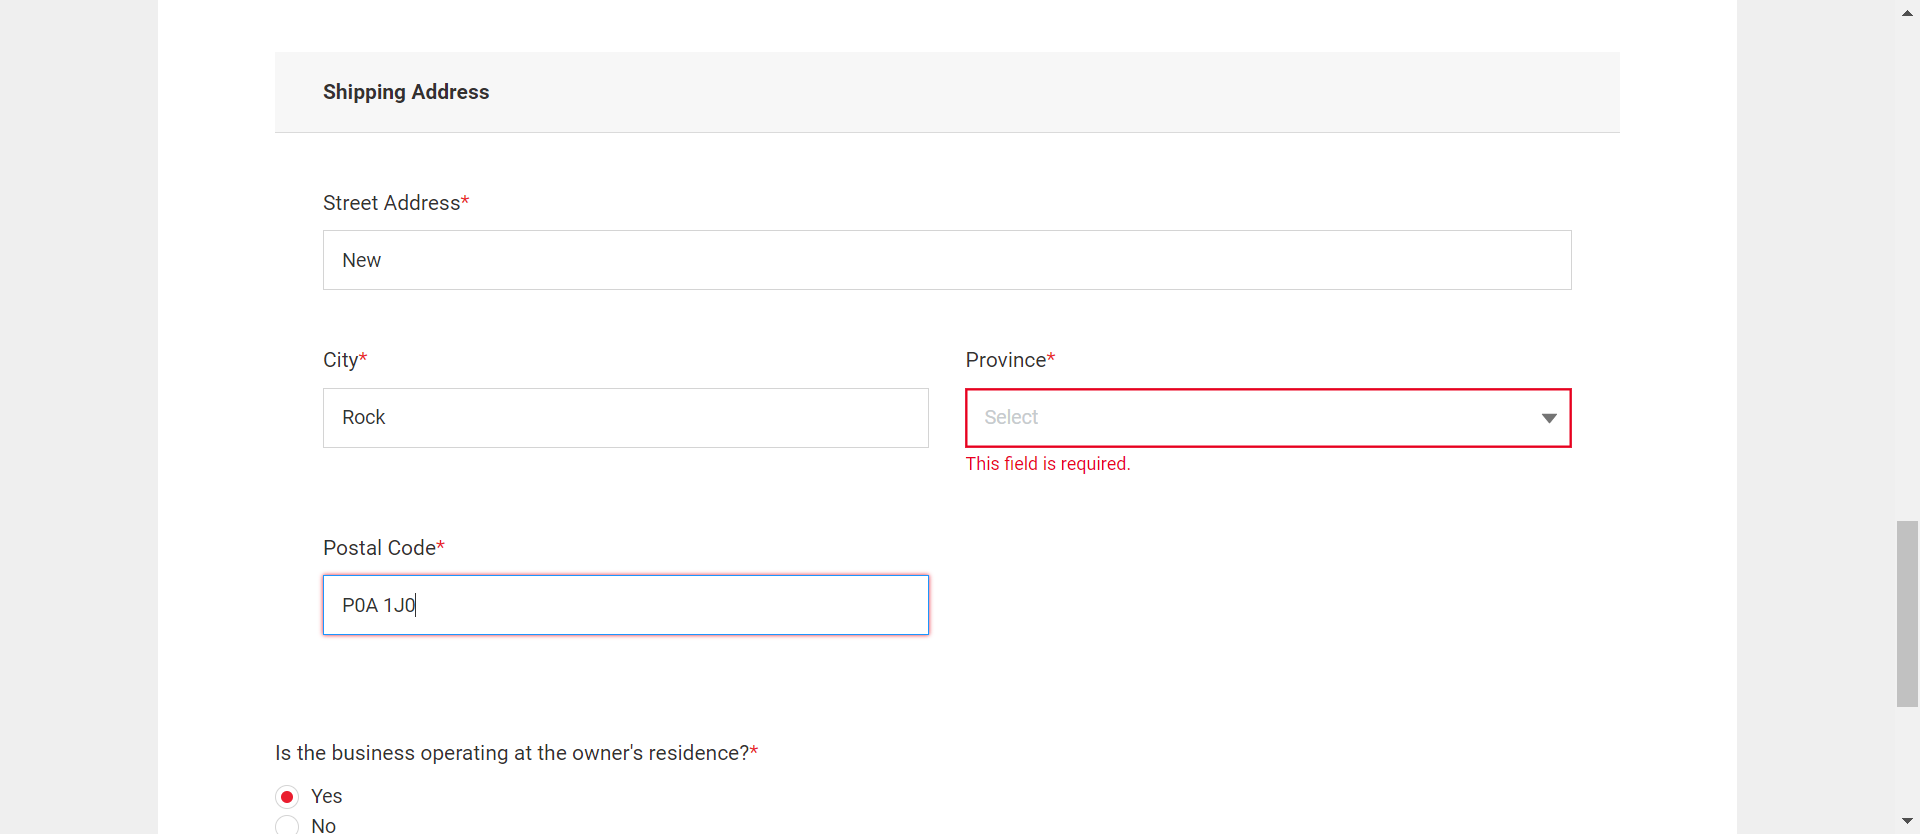 Shipping Address
Street Address*
New
City*
Province*
Rock
Select
This field is required.
Postal Code*
P0A 1J0
Is the business operating at the owner's residence?*
Yes
No